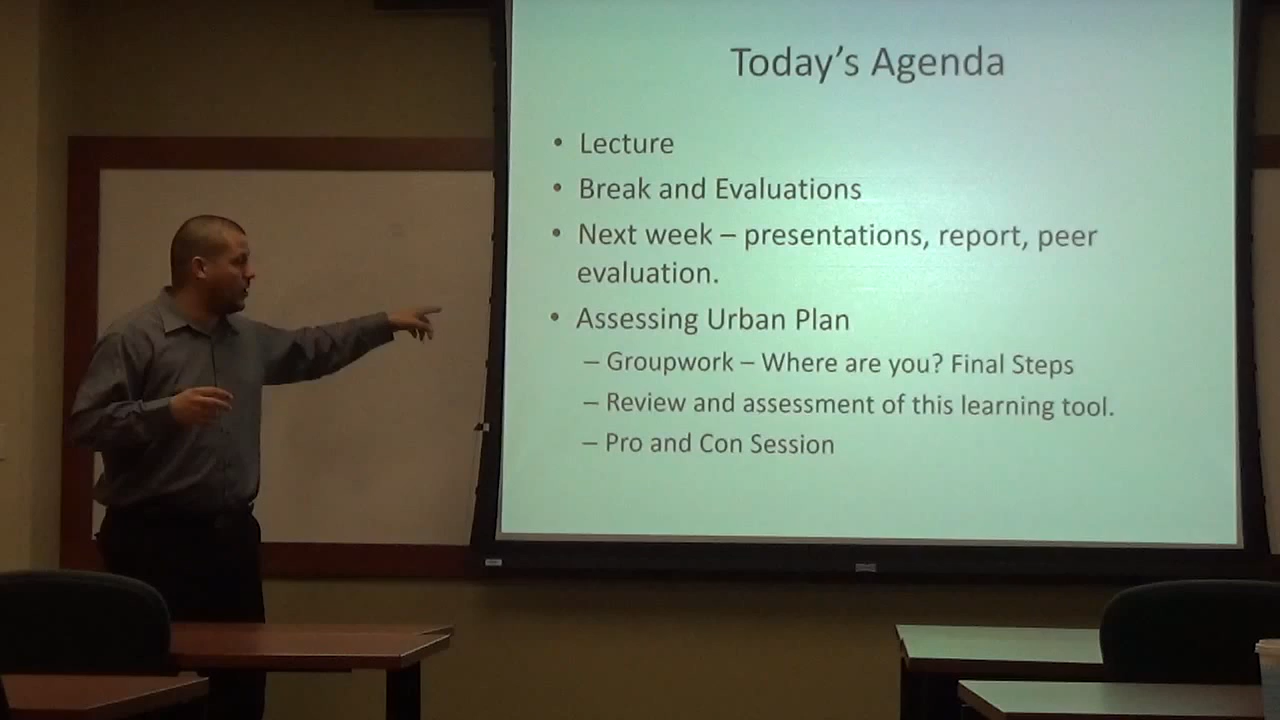 Today’s Agenda
• Lecture
• Break and Evaluations
• Next week – presentations, report, peer
evaluation.
• Assessing Urban Plan
– Groupwork – Where are you? Final Steps
– Review and assessment of this learning tool.
– Pro and Con Session